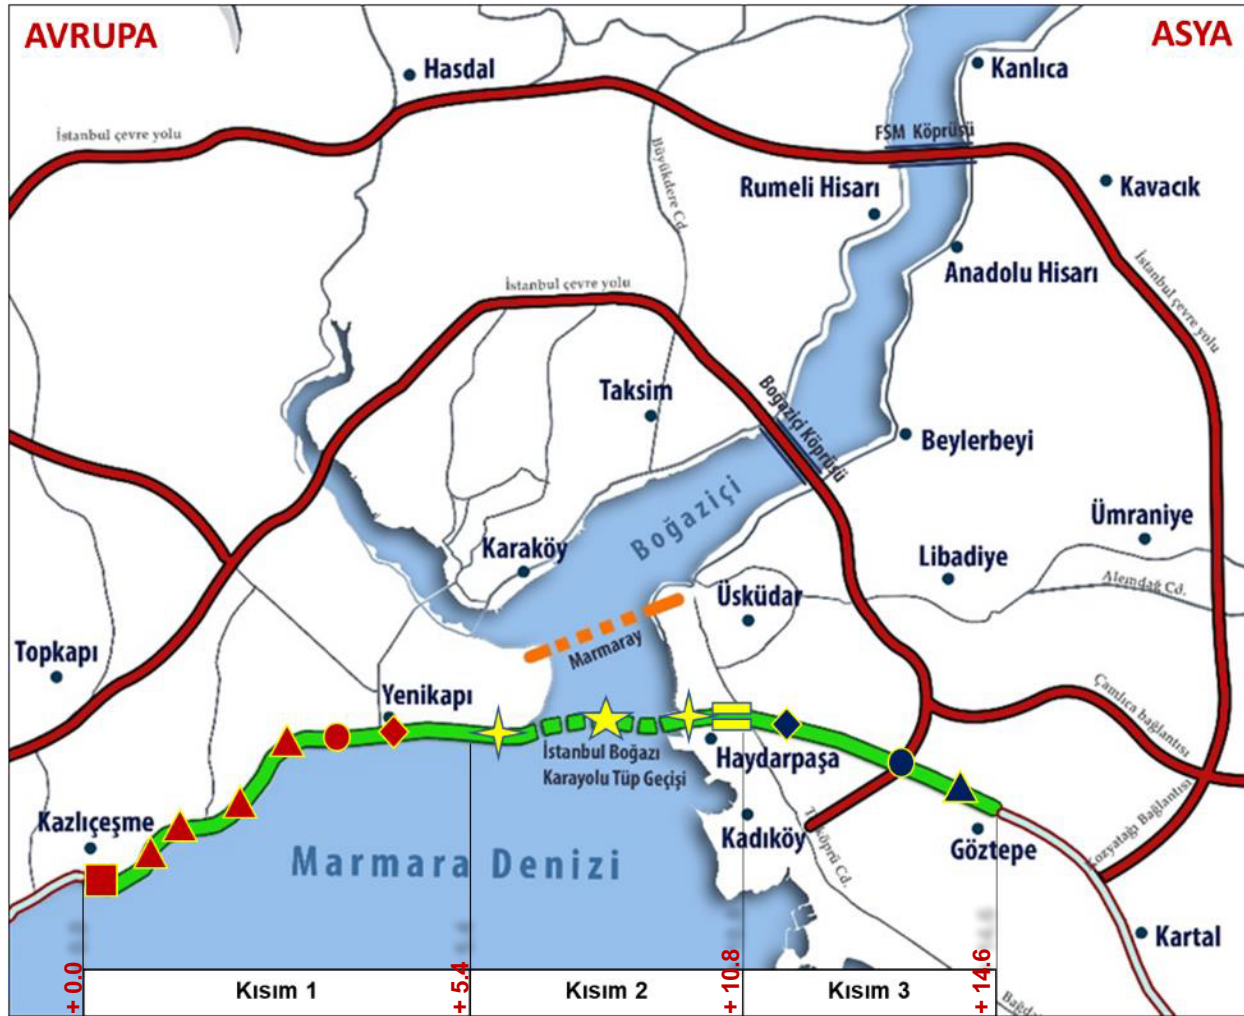 AVRUPA
ASYA
Hasdal
Kanlıca
İstanbul çevre yolu
FSM Köprüsü
Büyükdere Cd.
Rumeli Hisarı
Kavacık
Anadolu Hisarı
İstanbul çevre yolu
İstanbul çevre yolu
Taksim
Boğaziçi Köprüsü
Beylerbeyi
Boğaziçi
Ümraniye
Karaköy
Libadiye
Alemdağ Cd.
Üsküdar
Marmaray
Topkapı
Yenikapı
Çamlıca bağlantısı
İstanbul Boğazı
Karayolu Tüp Geçişi
Haydarpaşa
Kazlıçeşme
Kadıköy
Göztepe
Kozyatağı Bağlantısı
Marmara Denizi
Kartal
+ 0.0
Kısım 1
+ 5.4
Kısım 2
+ 10.8
Kısım 3
+ 14.6